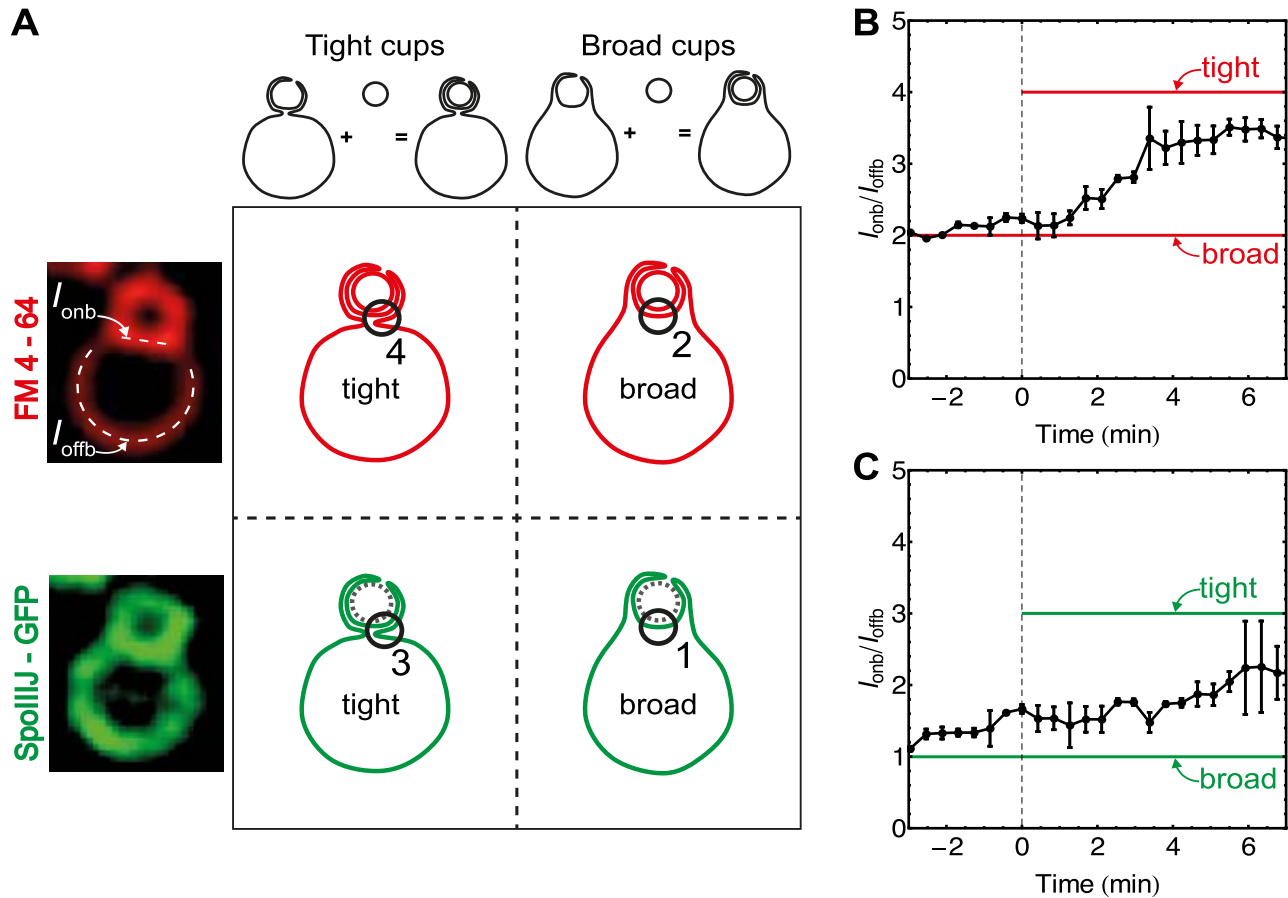 A
Tight cups
Broad cups
+ =
+ =
FM 4 - 64
I onb
I offb
4
tight
2
broad
SpoIIIJ - GFP
3
tight
1
broad
B
5
4
3
2
1
0
I onb / I offb
tight
broad
−2 0 2 4 6
Time (min)
C
5
4
3
2
1
0
I onb / I offb
tight
broad
−2 0 2 4 6
Time (min)